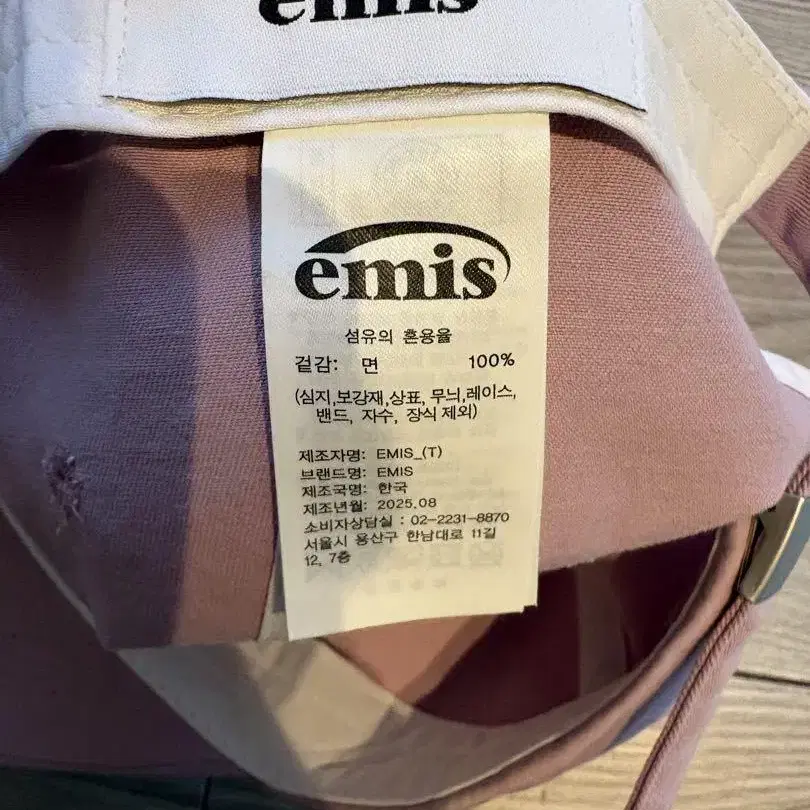 emis
emis
섬유의 혼용율
겉감: 면 100%
(심지,보강재,상표, 무늬,레이스,
밴드, 자수, 장식 제외)
제조자명: EMIS_(T)
브랜드명: EMIS
제조국명: 한국
제조년월: 2025.08
소비자상담실 : 02-2231-8870
서울시 용산구 한남대로 11길
12, 7층